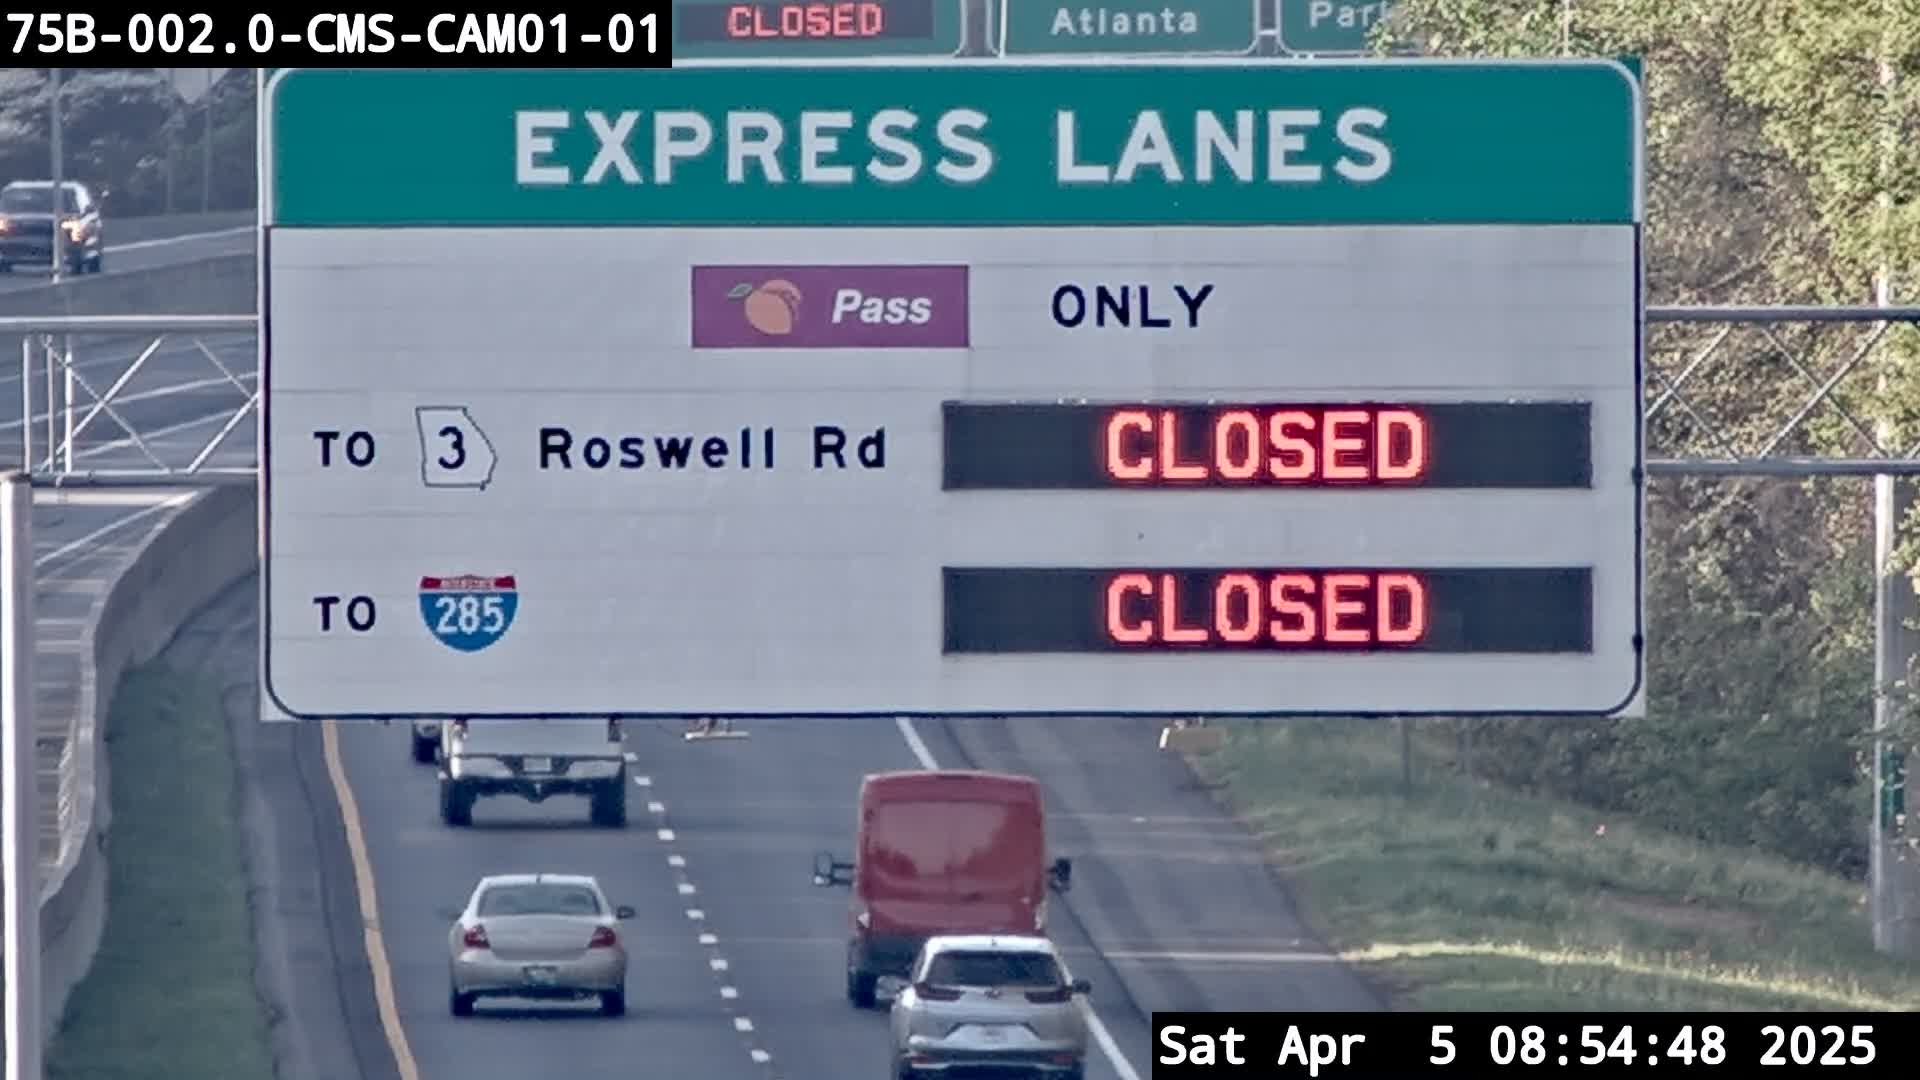 75B-002.0-CMS-CAM01-01
CLOSED
Atlanta
EXPRESS LANES
Pass ONLY
TO 3 Roswell Rd CLOSED
TO 285 CLOSED
Sat Apr 5 08:54:48 2025